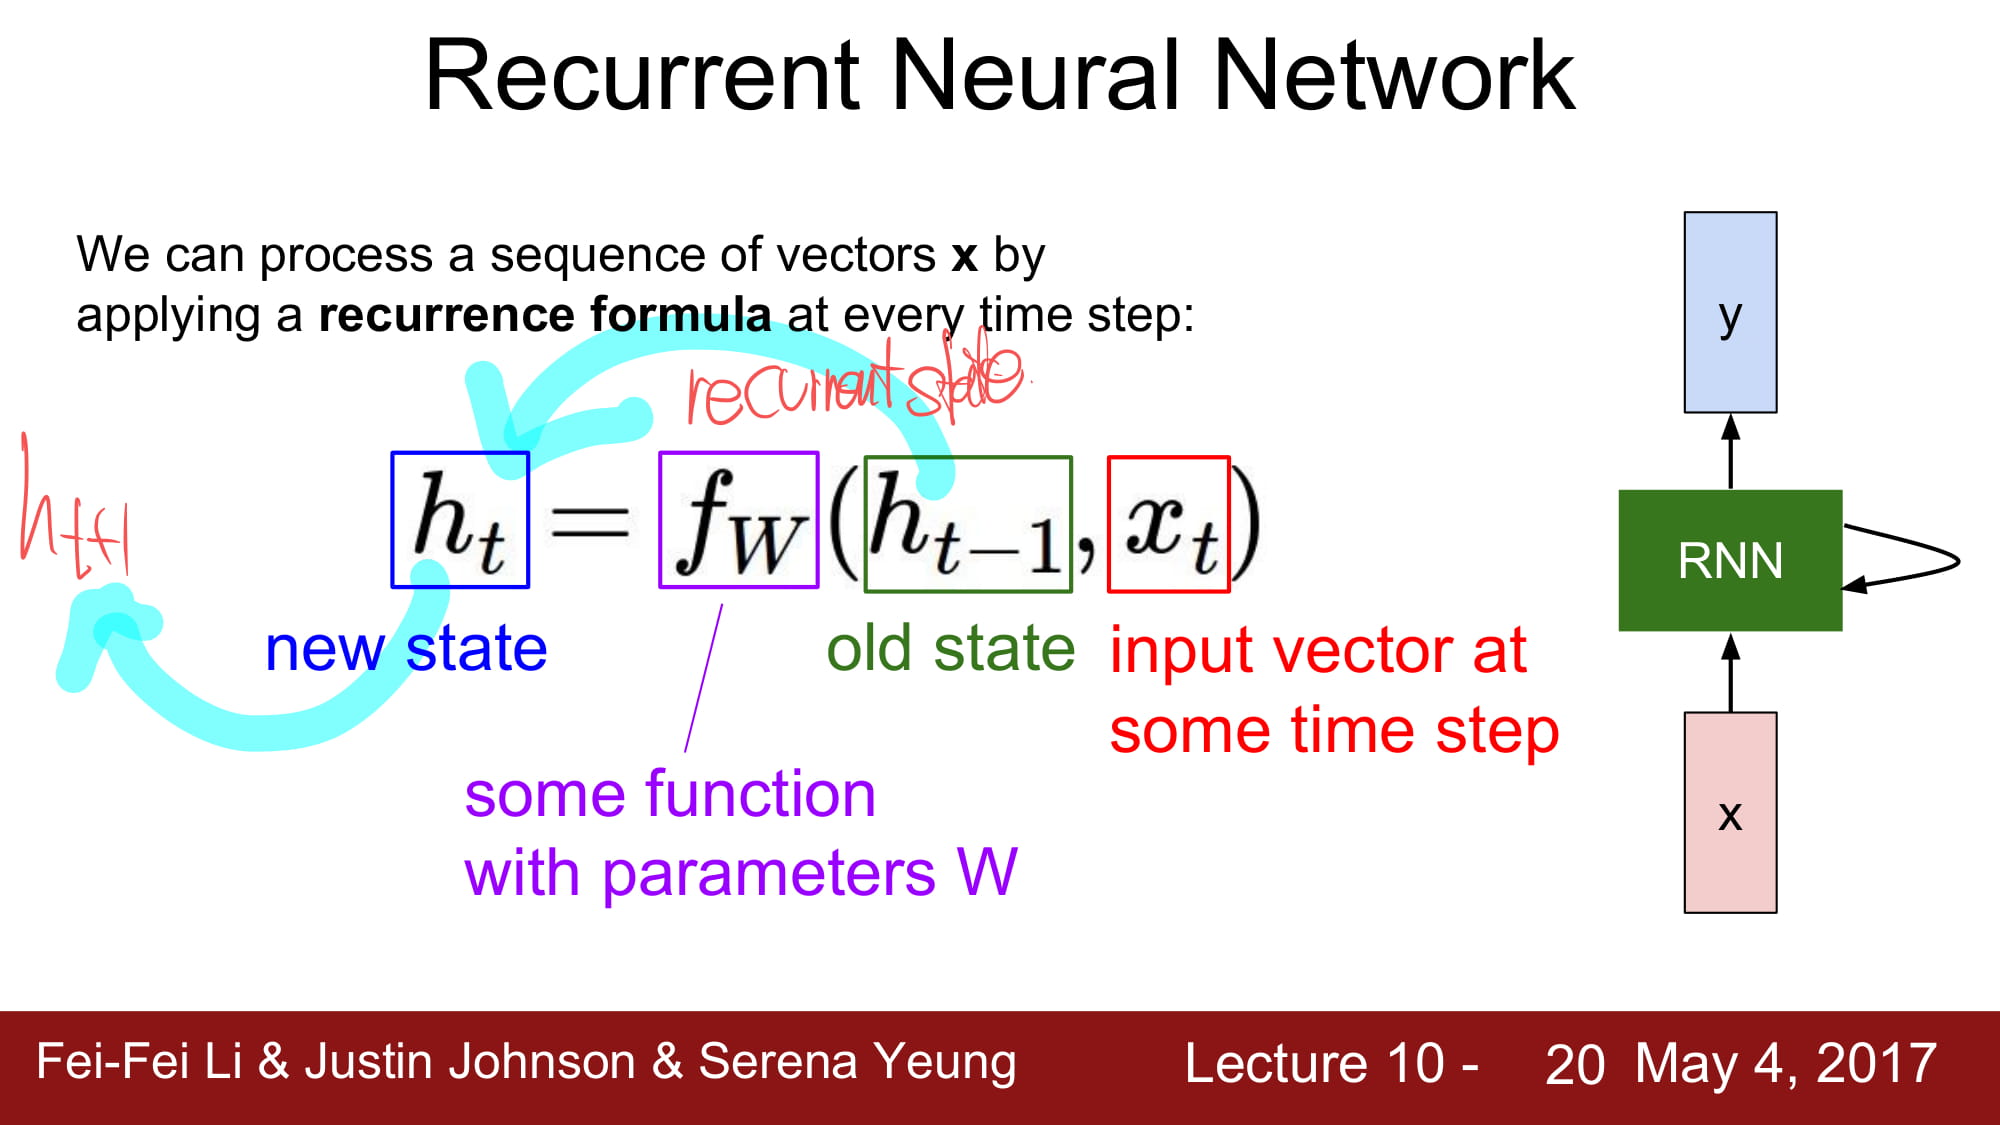 Recurrent Neural Network
We can process a sequence of vectors x by
applying a recurrence formula at every time step:
recurrent state
h_{t+1}
h_t = f_W(h_{t-1}, x_t)
new state
old state
input vector at
some time step
some function
with parameters W
y
RNN
x
Fei-Fei Li & Justin Johnson & Serena Yeung
Lecture 10 - 20 May 4, 2017